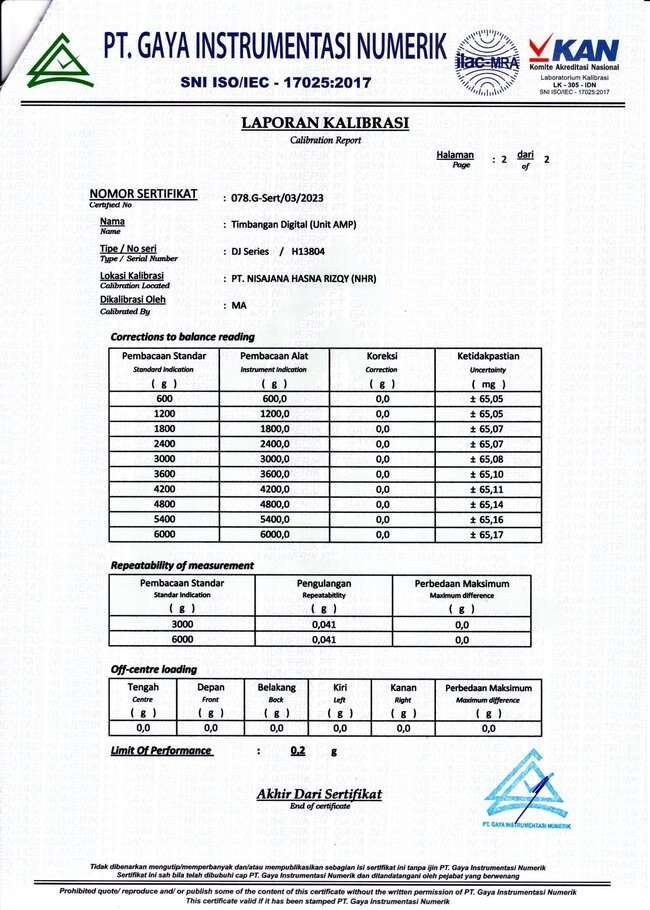 PT. GAYA INSTRUMENTASI NUMERIK
SNI ISO/IEC - 17025:2017
ilac-MRA
KAN
Komite Akreditasi Nasional
Laboratorium Kalibrasi
LK - 305 - IDN
SNI ISO/IEC - 17025:2017
LAPORAN KALIBRASI
Calibration Report
Halaman : 2 dari 2
Page of
NOMOR SERTIFIKAT : 078.G-Sert/03/2023
Certified No
Nama : Timbangan Digital (Unit AMP)
Name
Tipe / No seri : DJ Series / H13804
Type / Serial Number
Lokasi Kalibrasi : PT. NISAJANA HASNA RIZQY (NHR)
Calibration Located
Dikalibrasi Oleh : MA
Calibrated By
Corrections to balance reading
Pembacaan Standar Pembacaan Alat Koreksi Ketidakpastian
Standard Indication Instrument Indication Correction Uncertainty
( g ) ( g ) ( g ) ( mg )
600 600,0 0,0 ± 65,05
1200 1200,0 0,0 ± 65,05
1800 1800,0 0,0 ± 65,07
2400 2400,0 0,0 ± 65,07
3000 3000,0 0,0 ± 65,08
3600 3600,0 0,0 ± 65,10
4200 4200,0 0,0 ± 65,11
4800 4800,0 0,0 ± 65,14
5400 5400,0 0,0 ± 65,16
6000 6000,0 0,0 ± 65,17
Repeatability of measurement
Pembacaan Standar Pengulangan Perbedaan Maksimum
Standar Indication Repeatabitlity Maximum difference
( g ) ( g ) ( g )
3000 0,041 0,0
6000 0,041 0,0
Off-centre loading
Tengah Depan Belakang Kiri Kanan Perbedaan Maksimum
Centre Front Back Left Right Maximum difference
( g ) ( g ) ( g ) ( g ) ( g ) ( g )
0,0 0,0 0,0 0,0 0,0 0,0
Limit Of Performance : 0,2 g
Akhir Dari Sertifikat
End of certificate
PT. GAYA INSTRUMENTASI NUMERIK
Tidak dibenarkan mengutip/memperbanyak dan/atau mempublikasikan sebagian isi sertifikat ini tanpa ijin PT. Gaya Instrumentasi Numerik
Sertifikat ini sah bila telah dibubuhi cap PT. Gaya Instrumentasi Numerik dan ditandatangani oleh pejabat yang berwenang
Prohibited quote/ reproduce and/ or publish some of the content of this certificate without the written permission of PT. Gaya Instrumentasi Numerik
This certificate valid if it has been stamped PT. Gaya Instrumentasi Numerik